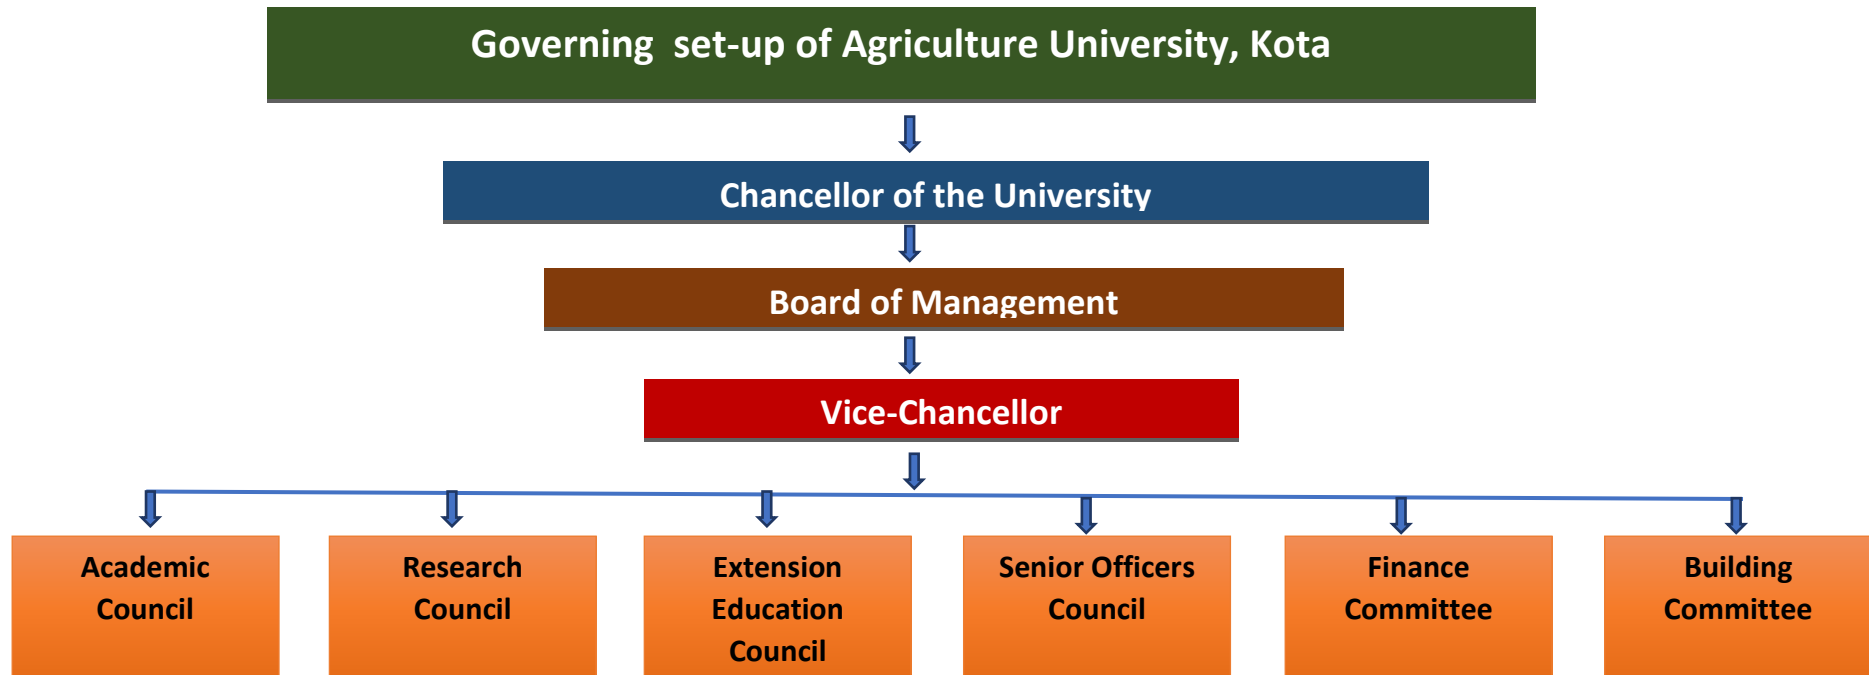 Governing set-up of Agriculture University, Kota
Chancellor of the University
Board of Management
Vice-Chancellor
Academic
Council
Research
Council
Extension
Education
Council
Senior Officers
Council
Finance
Committee
Building
Committee